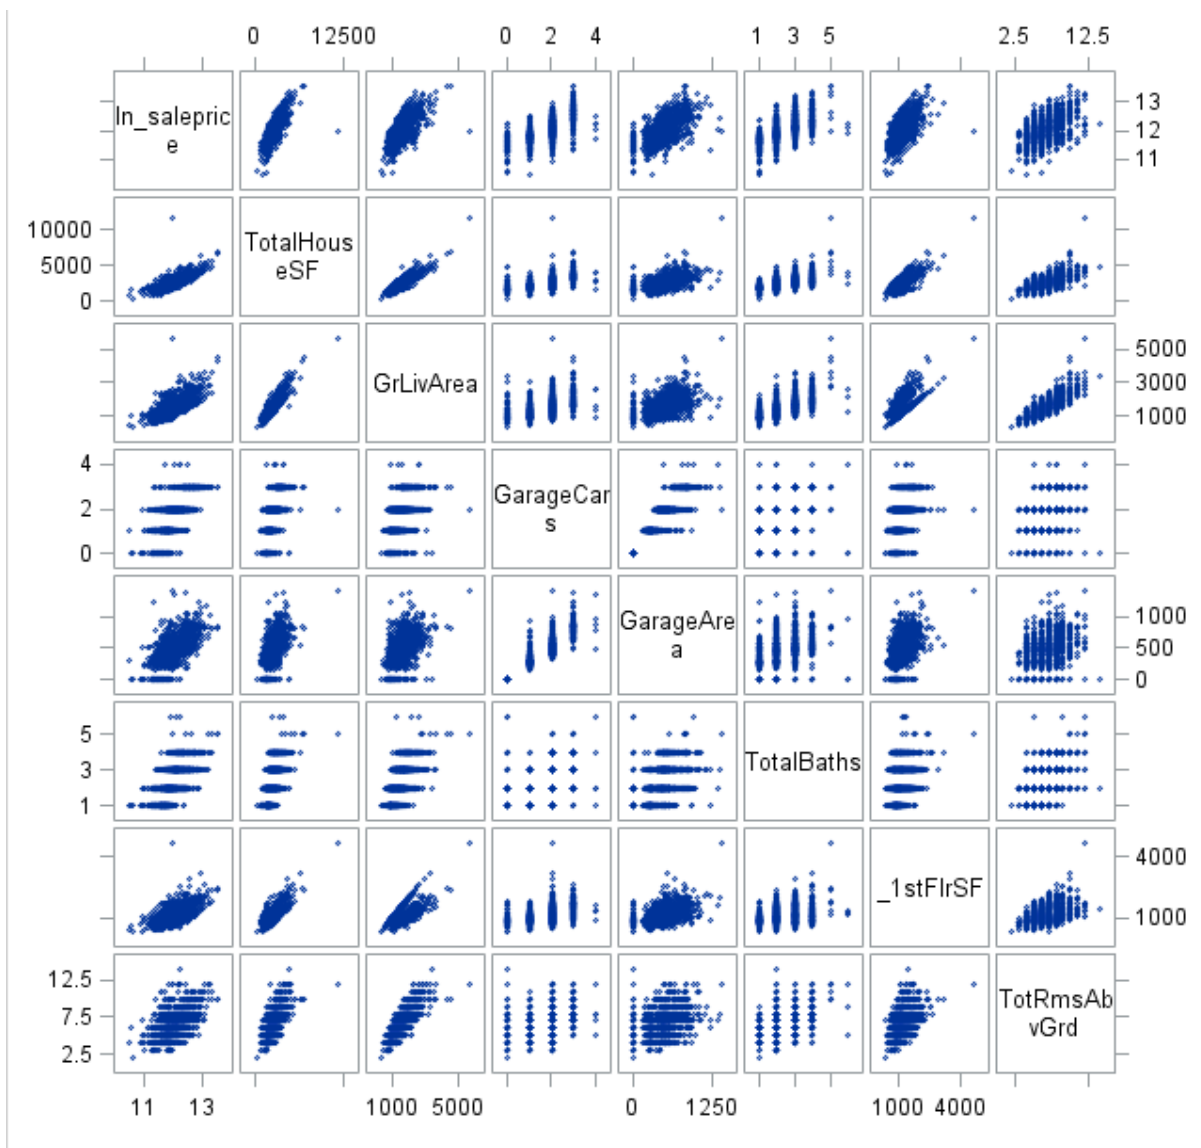 0 12500 0 2 4 1 3 5 2.5 12.5
ln_salepric
e
13
12
11
10000
5000
0
TotalHous
eSF
GrLivArea
5000
3000
1000
4
2
0
GarageCar
s
GarageAre
a
1000
500
0
5
3
1
TotalBaths
_1stFlrSF
4000
1000
12.5
7.5
2.5
TotRmsAb
vGrd
11 13 1000 5000 0 1250 1000 4000